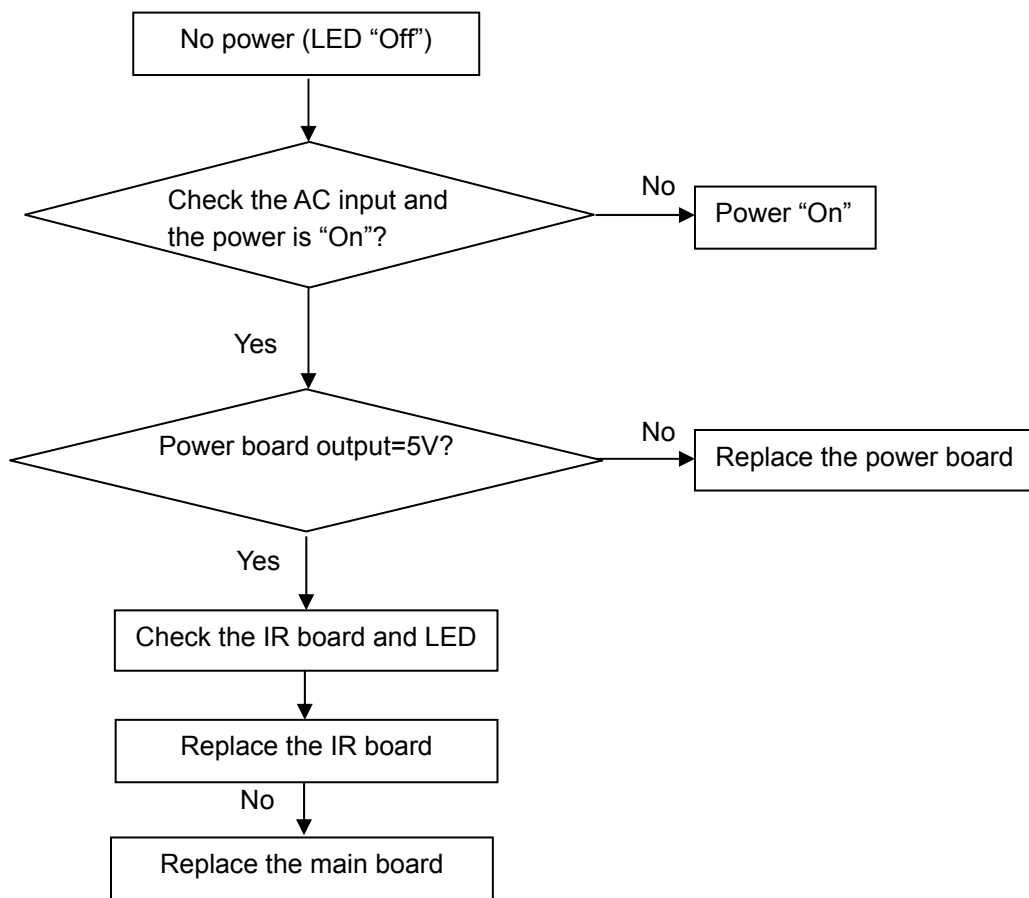 No power (LED “Off”)
Check the AC input and
the power is “On”?
No
Power “On”
Yes
Power board output=5V?
No
Replace the power board
Yes
Check the IR board and LED
Replace the IR board
No
Replace the main board